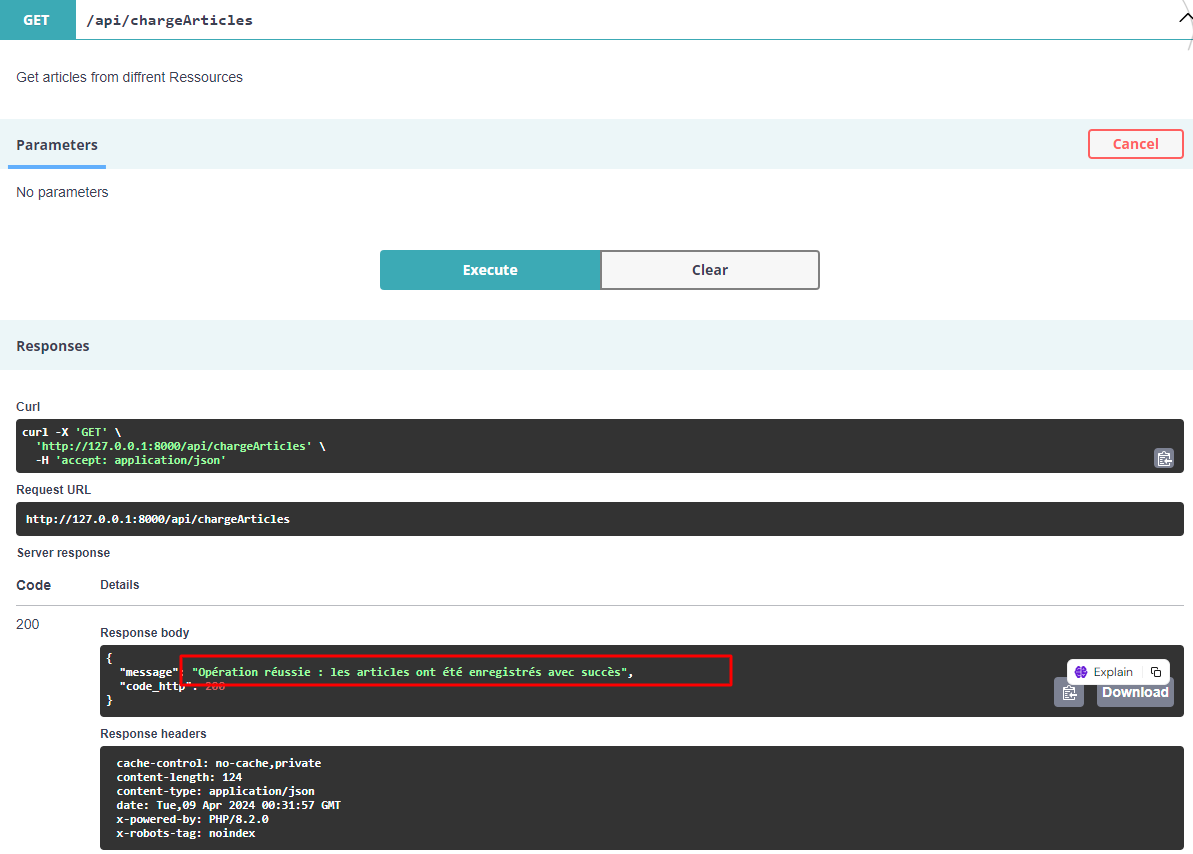 GET /api/chargeArticles
Get articles from diffrent Ressources
Parameters
Cancel
No parameters
Execute
Clear
Responses
Curl
curl -X 'GET' \
'http://127.0.0.1:8000/api/chargeArticles' \
-H 'accept: application/json'
Request URL
http://127.0.0.1:8000/api/chargeArticles
Server response
Code Details
200
Response body
{
"message": "Opération réussie : les articles ont été enregistrés avec succès",
"code_http": 200
}
Explain
Download
Response headers
cache-control: no-cache,private
content-length: 124
content-type: application/json
date: Tue,09 Apr 2024 00:31:57 GMT
x-powered-by: PHP/8.2.0
x-robots-tag: noindex